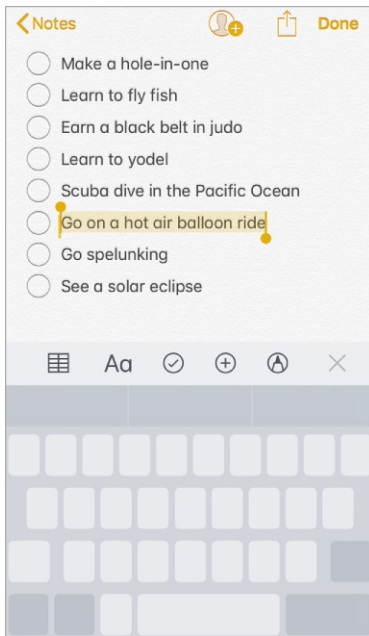 Notes
Done
Make a hole-in-one
Learn to fly fish
Earn a black belt in judo
Learn to yodel
Scuba dive in the Pacific Ocean
Go on a hot air balloon ride
Go spelunking
See a solar eclipse
Aa